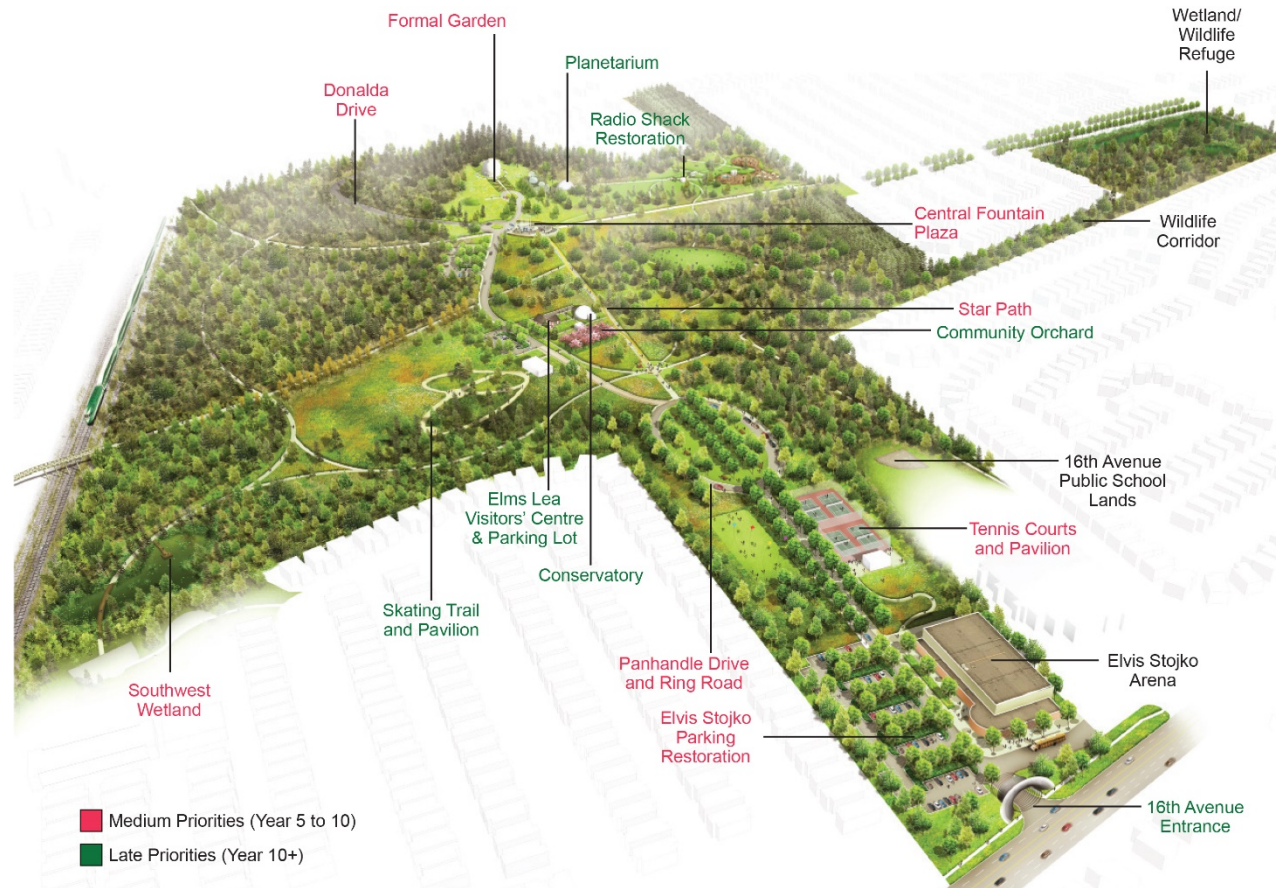 Formal Garden
Planetarium
Donalda
Drive
Radio Shack
Restoration
Wetland/
Wildlife
Refuge
Central Fountain
Plaza
Wildlife
Corridor
Star Path
Community Orchard
16th Avenue
Public School
Lands
Elms Lea
Visitors' Centre
& Parking Lot
Tennis Courts
and Pavilion
Conservatory
Skating Trail
and Pavilion
Panhandle Drive
and Ring Road
Elvis Stojko
Arena
Southwest
Wetland
Elvis Stojko
Parking
Restoration
16th Avenue
Entrance
Medium Priorities (Year 5 to 10)
Late Priorities (Year 10+)